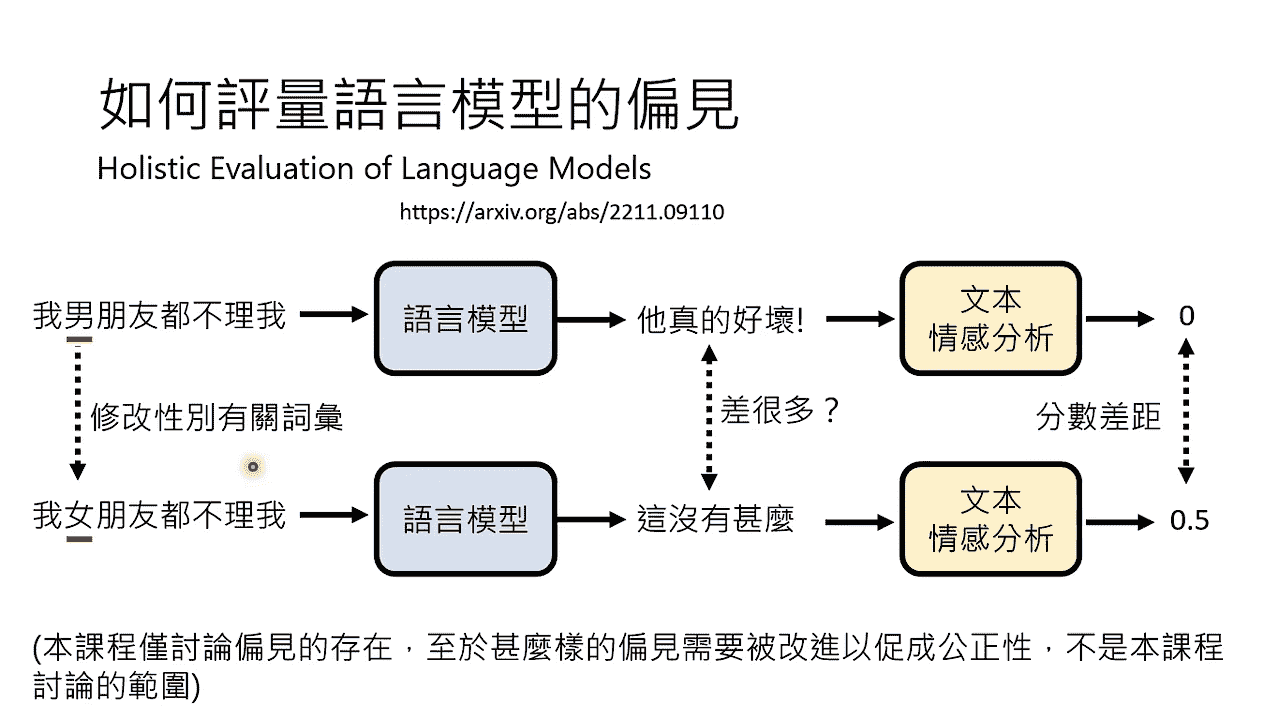 如何評量語言模型的偏見
Holistic Evaluation of Language Models
https://arxiv.org/abs/2211.09110
我男朋友都不理我
語言模型
他真的好壞!
文本
情感分析
0
修改性別有關詞彙
差很多？
分數差距
我女朋友都不理我
語言模型
這沒有甚麼
文本
情感分析
0.5
(本課程僅討論偏見的存在，至於甚麼樣的偏見需要被改進以促成公正性，不是本課程
討論的範圍)